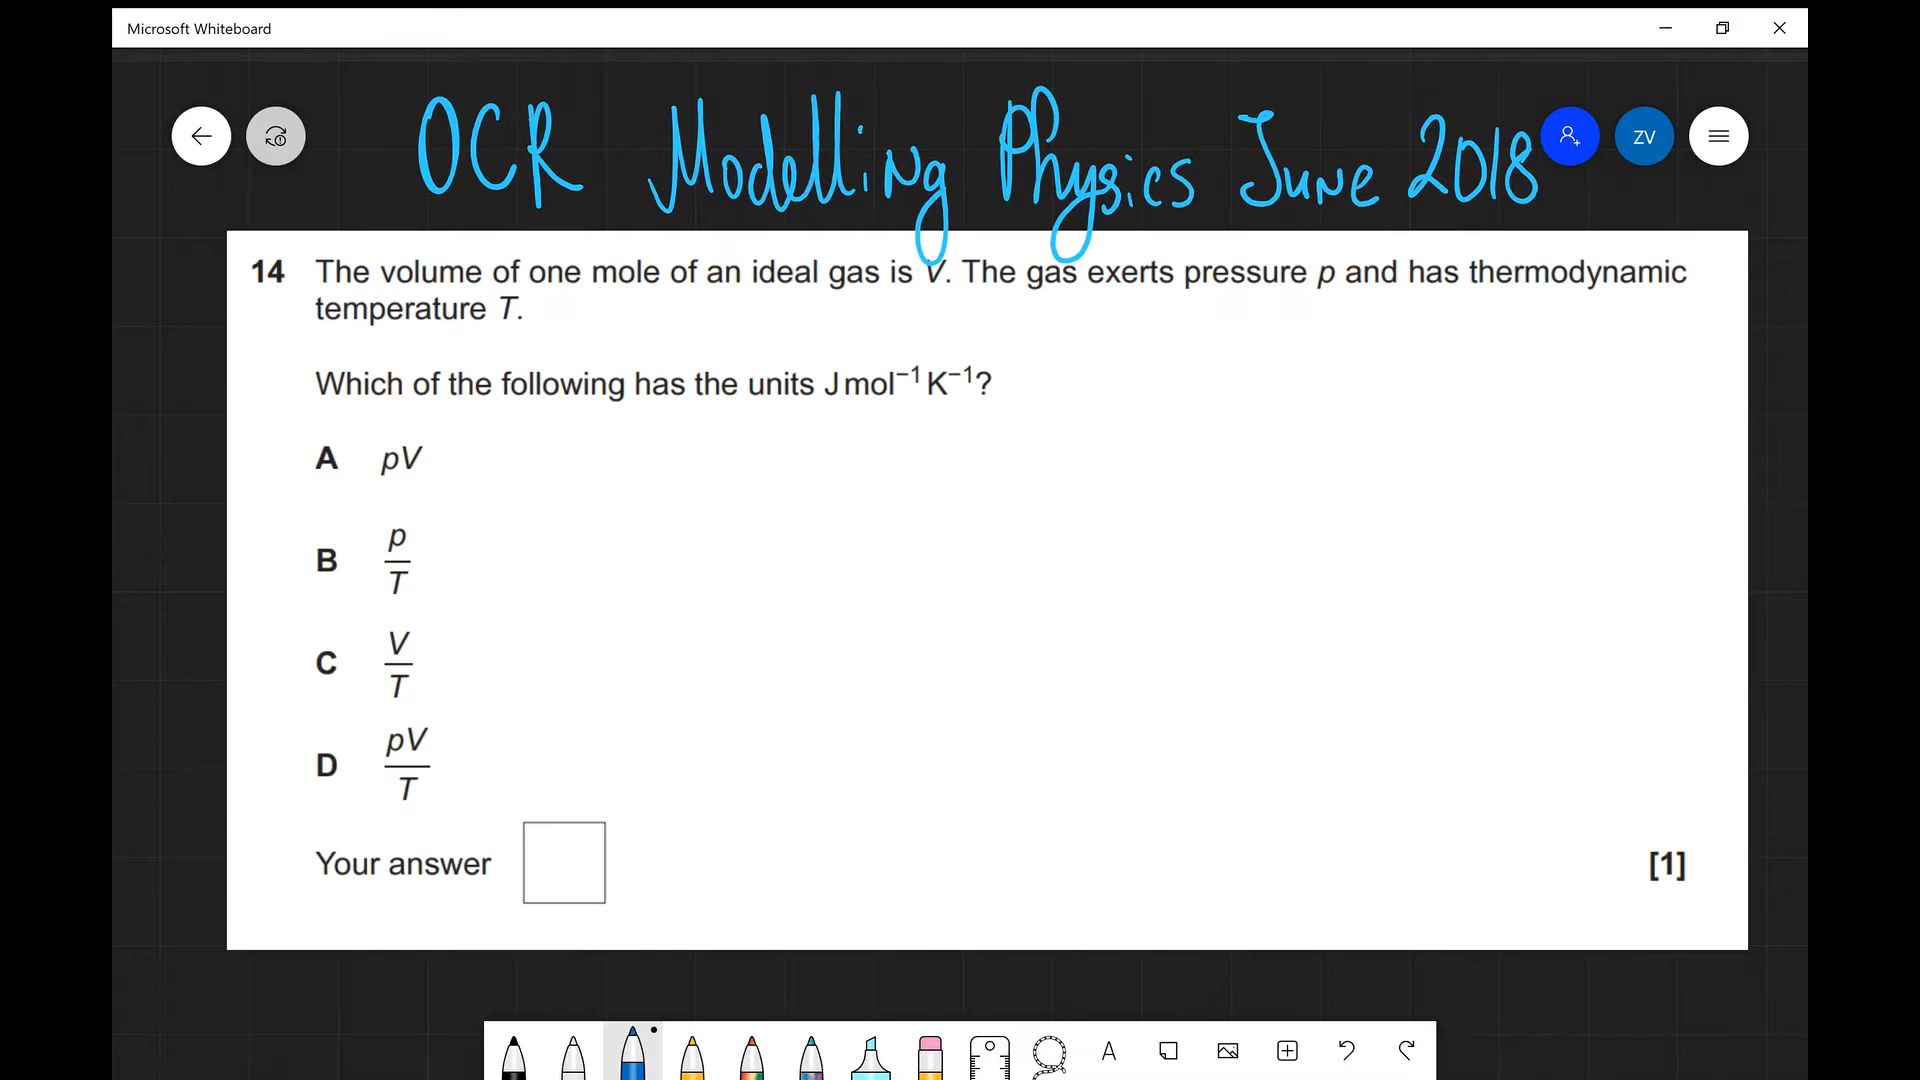 Microsoft Whiteboard
OCR Modelling Physics June 2018
ZV
14 The volume of one mole of an ideal gas is V. The gas exerts pressure p and has thermodynamic
temperature T.
Which of the following has the units J mol⁻¹ K⁻¹?
A pV
B p/T
C V/T
D pV/T
Your answer
[1]
A